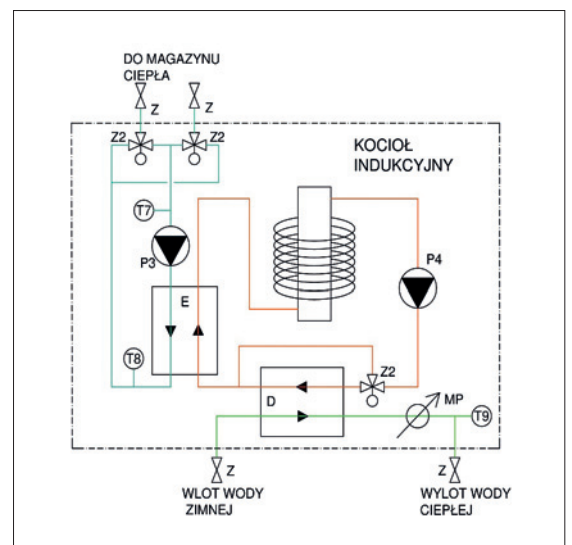 DO MAGAZYNU
CIEPŁA
Z Z
Z2 Z2
KOCIOŁ
INDUKCYJNY
T7
P3
P4
E
T8
Z2
D
MP
T9
Z
Z
WLOT WODY
ZIMNEJ
WYLOT WODY
CIEPŁEJ